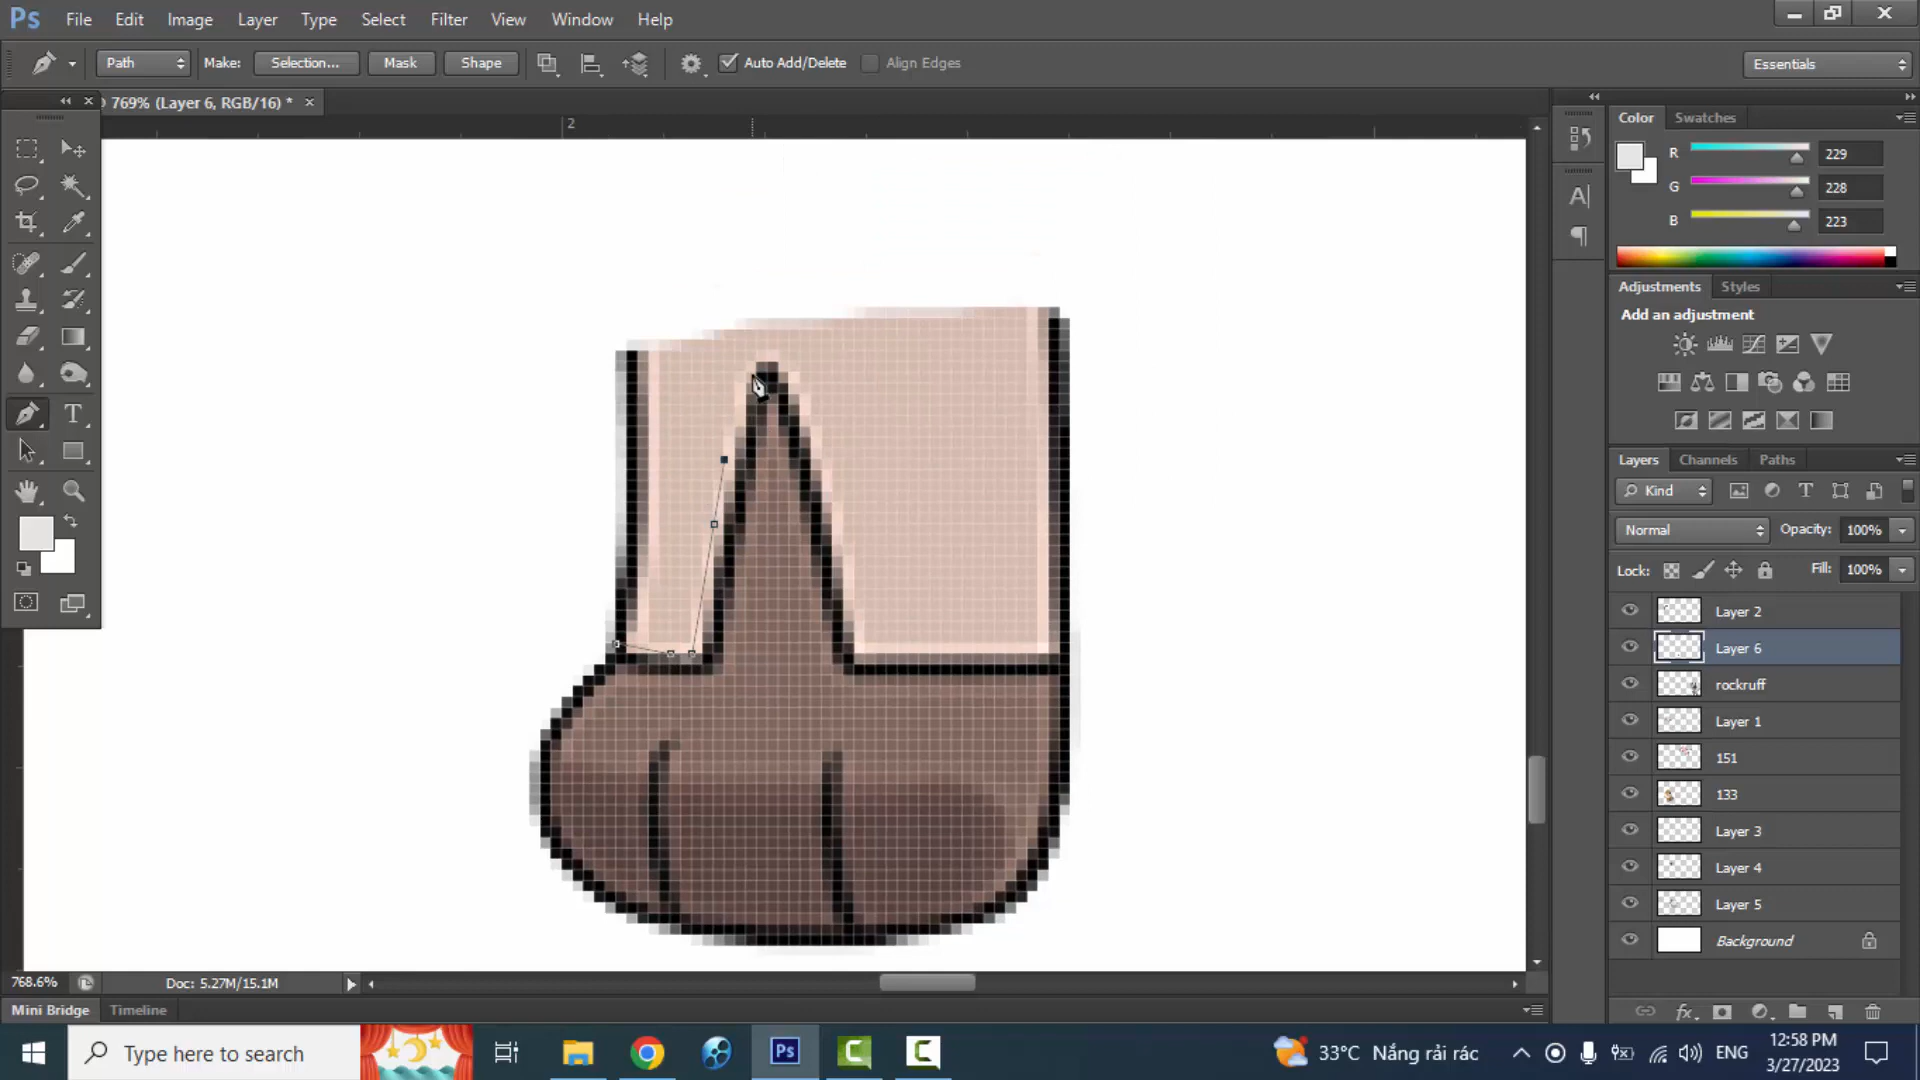 Ps File Edit Image Layer Type Select Filter View Window Help
Path Make: Selection... Mask Shape Auto Add/Delete Align Edges Essentials
769% (Layer 6, RGB/16) *
2
Color Swatches
R 229
G 228
B 223
Adjustments Styles
Add an adjustment
Layers Channels Paths
Kind
Normal Opacity: 100%
Lock: Fill: 100%
Layer 2
Layer 6
rockruff
Layer 1
151
133
Layer 3
Layer 4
Layer 5
Background
768.6% Doc: 5.27M/15.1M
Mini Bridge Timeline
Type here to search
33°C Nắng rải rác
ENG
12:58 PM
3/27/2023